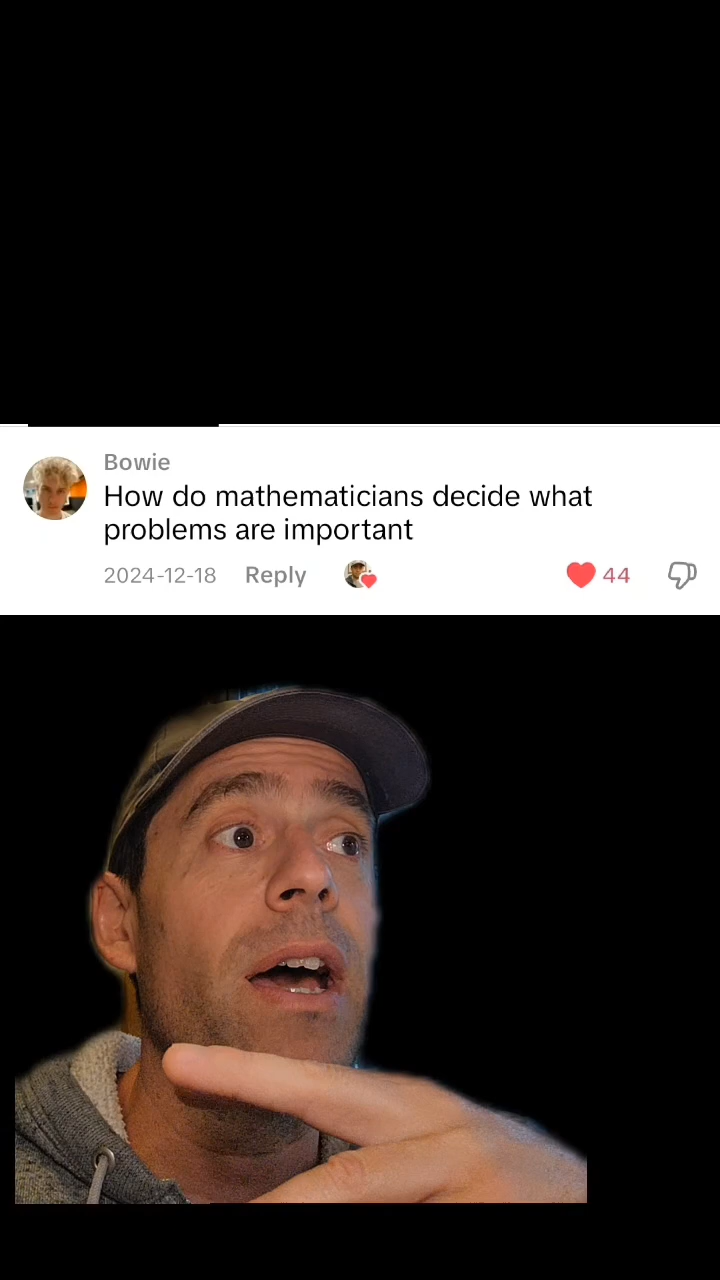 Bowie
How do mathematicians decide what
problems are important
2024-12-18 Reply 44